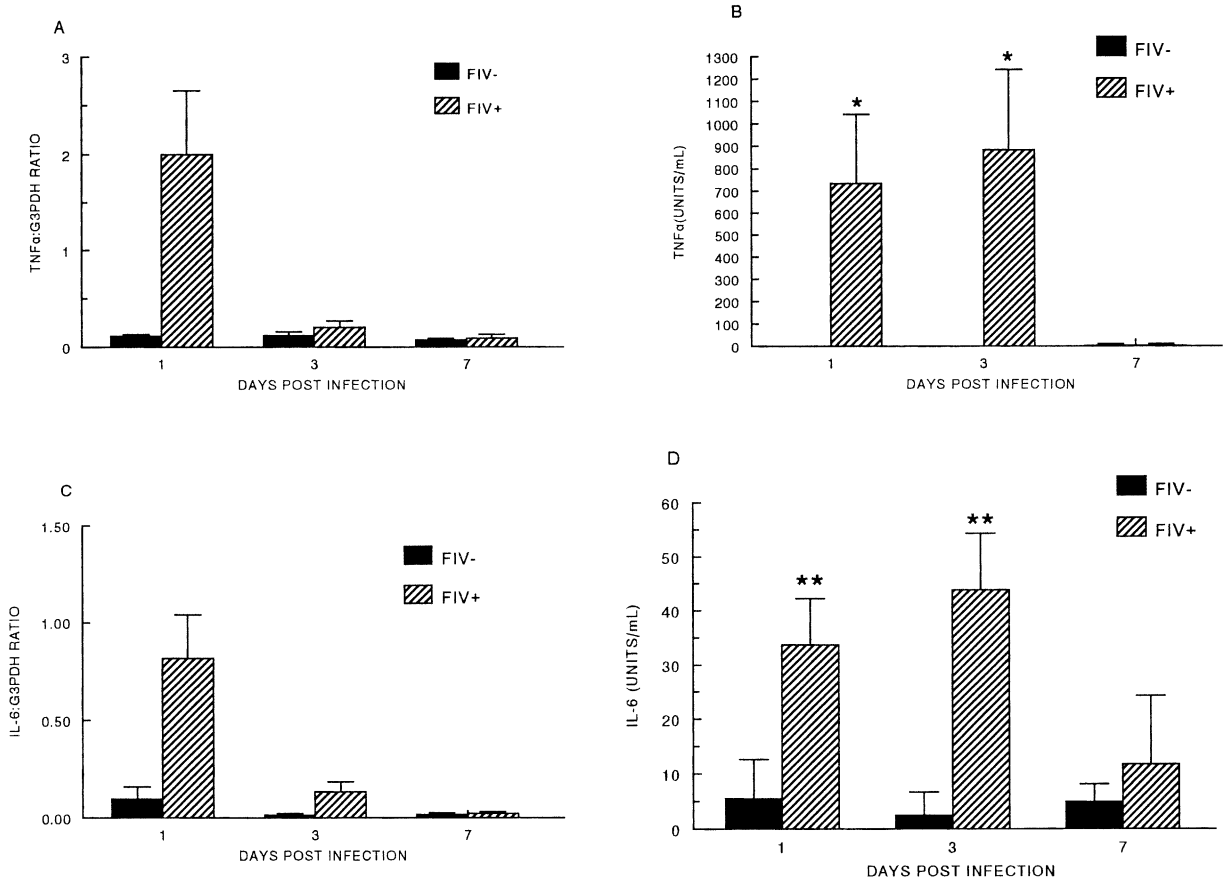 A
TNFα:G3PDH RATIO
3
2
1
0
FIV-
FIV+
1 3 7
DAYS POST INFECTION
B
TNFα(UNITS/mL)
1300
1200
1100
1000
900
800
700
600
500
400
300
200
100
0
FIV-
FIV+
*
*
1 3 7
DAYS POST INFECTION
C
IL-6:G3PDH RATIO
1.50
1.00
0.50
0.00
FIV-
FIV+
1 3 7
DAYS POST INFECTION
D
IL-6 (UNITS/mL)
60
50
40
30
20
10
0
FIV-
FIV+
**
**
1 3 7
DAYS POST INFECTION